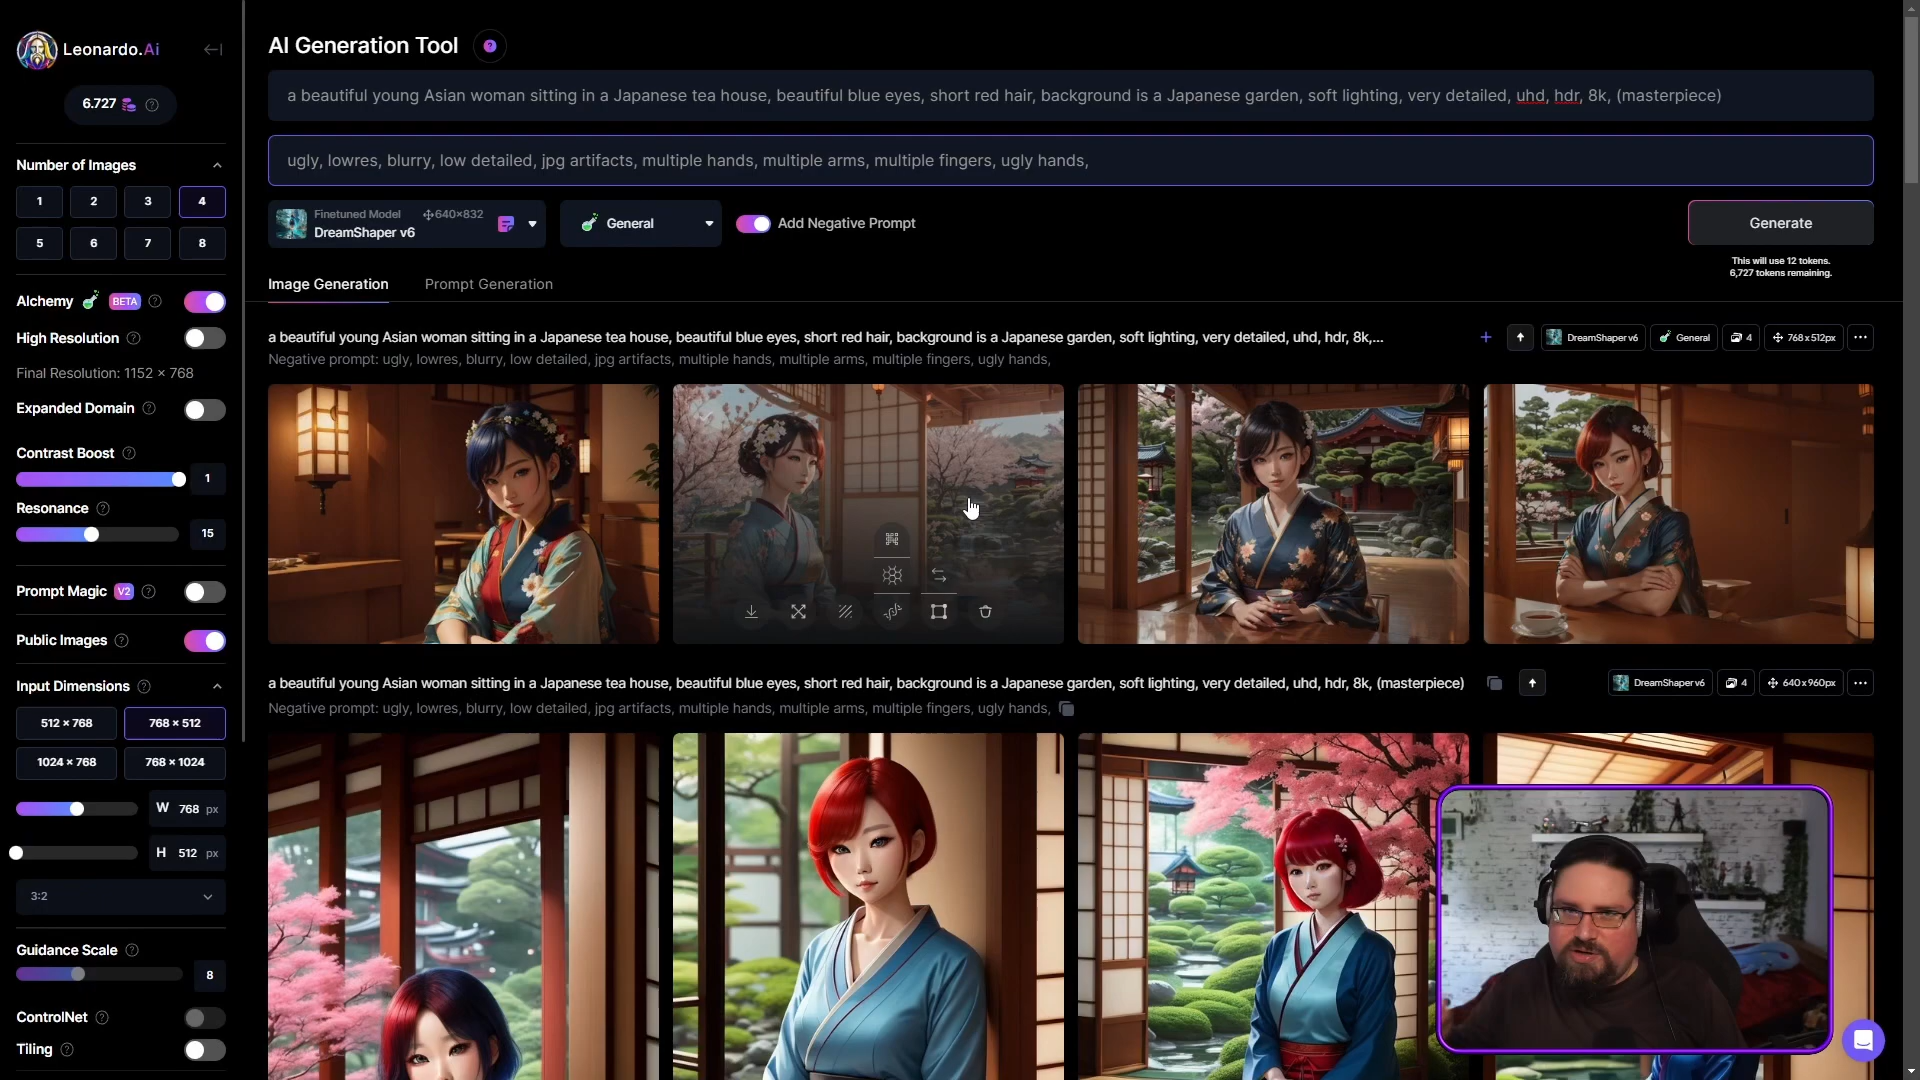 Leonardo.Ai
6.727
Number of Images
1 2 3 4
5 6 7 8
Alchemy BETA
High Resolution
Final Resolution: 1152 × 768
Expanded Domain
Contrast Boost
1
Resonance
15
Prompt Magic V2
Public Images
Input Dimensions
512 × 768 768 × 512
1024 × 768 768 × 1024
W 768 px
H 512 px
3:2
Guidance Scale
8
ControlNet
Tiling
AI Generation Tool
a beautiful young Asian woman sitting in a Japanese tea house, beautiful blue eyes, short red hair, background is a Japanese garden, soft lighting, very detailed, uhd, hdr, 8k, (masterpiece)
ugly, lowres, blurry, low detailed, jpg artifacts, multiple hands, multiple arms, multiple fingers, ugly hands,
Finetuned Model 640×832
DreamShaper v6
General
Add Negative Prompt
Generate
This will use 12 tokens.
6,727 tokens remaining.
Image Generation Prompt Generation
a beautiful young Asian woman sitting in a Japanese tea house, beautiful blue eyes, short red hair, background is a Japanese garden, soft lighting, very detailed, uhd, hdr, 8k,... DreamShaper v6 General 4 768 x 512px
Negative prompt: ugly, lowres, blurry, low detailed, jpg artifacts, multiple hands, multiple arms, multiple fingers, ugly hands,
a beautiful young Asian woman sitting in a Japanese tea house, beautiful blue eyes, short red hair, background is a Japanese garden, soft lighting, very detailed, uhd, hdr, 8k, (masterpiece) DreamShaper v6 4 640 x 960px
Negative prompt: ugly, lowres, blurry, low detailed, jpg artifacts, multiple hands, multiple arms, multiple fingers, ugly hands,